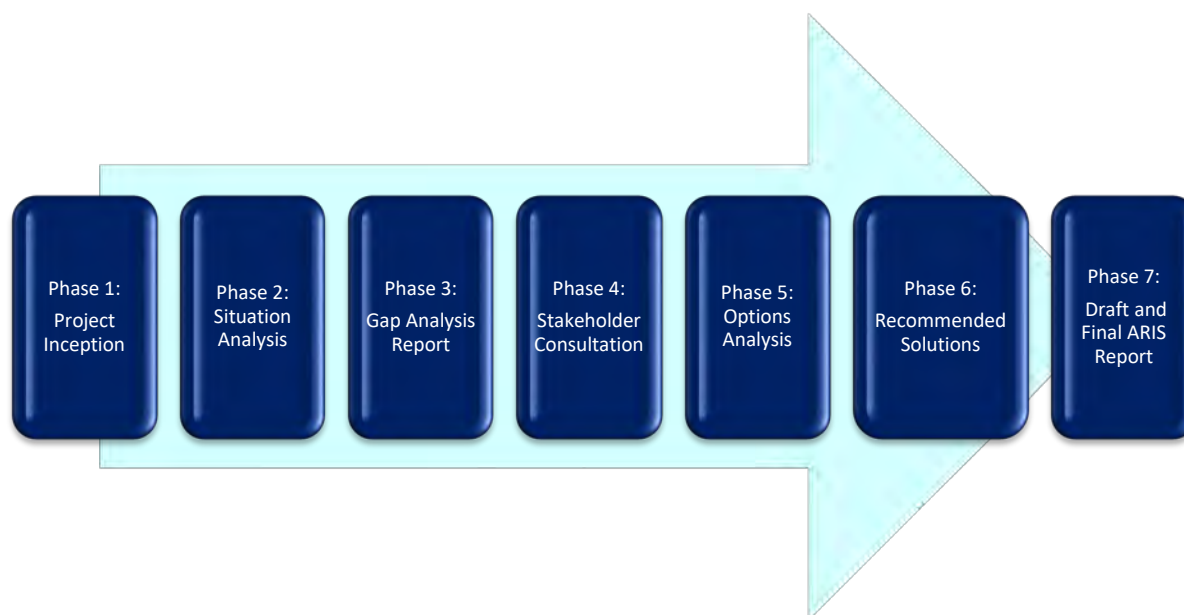 Phase 1:
Project
Inception
Phase 2:
Situation
Analysis
Phase 3:
Gap Analysis
Report
Phase 4:
Stakeholder
Consultation
Phase 5:
Options
Analysis
Phase 6:
Recommended
Solutions
Phase 7:
Draft and
Final ARIS
Report